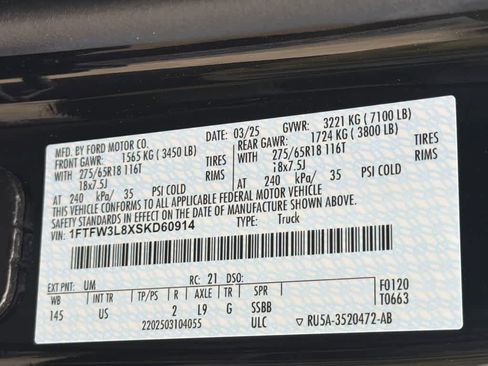 MFD. BY FORD MOTOR CO.
DATE: 03/25 GVWR: 3221 KG ( 7100 LB)
FRONT GAWR: 1565 KG ( 3450 LB) REAR GAWR: 1724 KG ( 3800 LB)
WITH 275/65R18 116T TIRES WITH 275/65R18 116T TIRES
18x7.5J RIMS 18x7.5J RIMS
AT 240 kPa/ 35 PSI COLD AT 240 kPa/ 35 PSI COLD
THIS VEHICLE CONFORMS TO ALL APPLICABLE FEDERAL MOTOR VEHICLE
SAFETY, BUMPER, AND THEFT PREVENTION STANDARDS IN EFFECT ON THE DATE OF MANUFACTURE SHOWN ABOVE.
VIN: 1FTFW3L8XSKD60914 TYPE: Truck
EXT PNT: UM RC: 21 DSO:
WB INT TR TP/PS R AXLE TR SPR F0120
145 US 2 L9 G SSBB T0663
2202503104055 ULC ▽ RU5A-3520472-AB